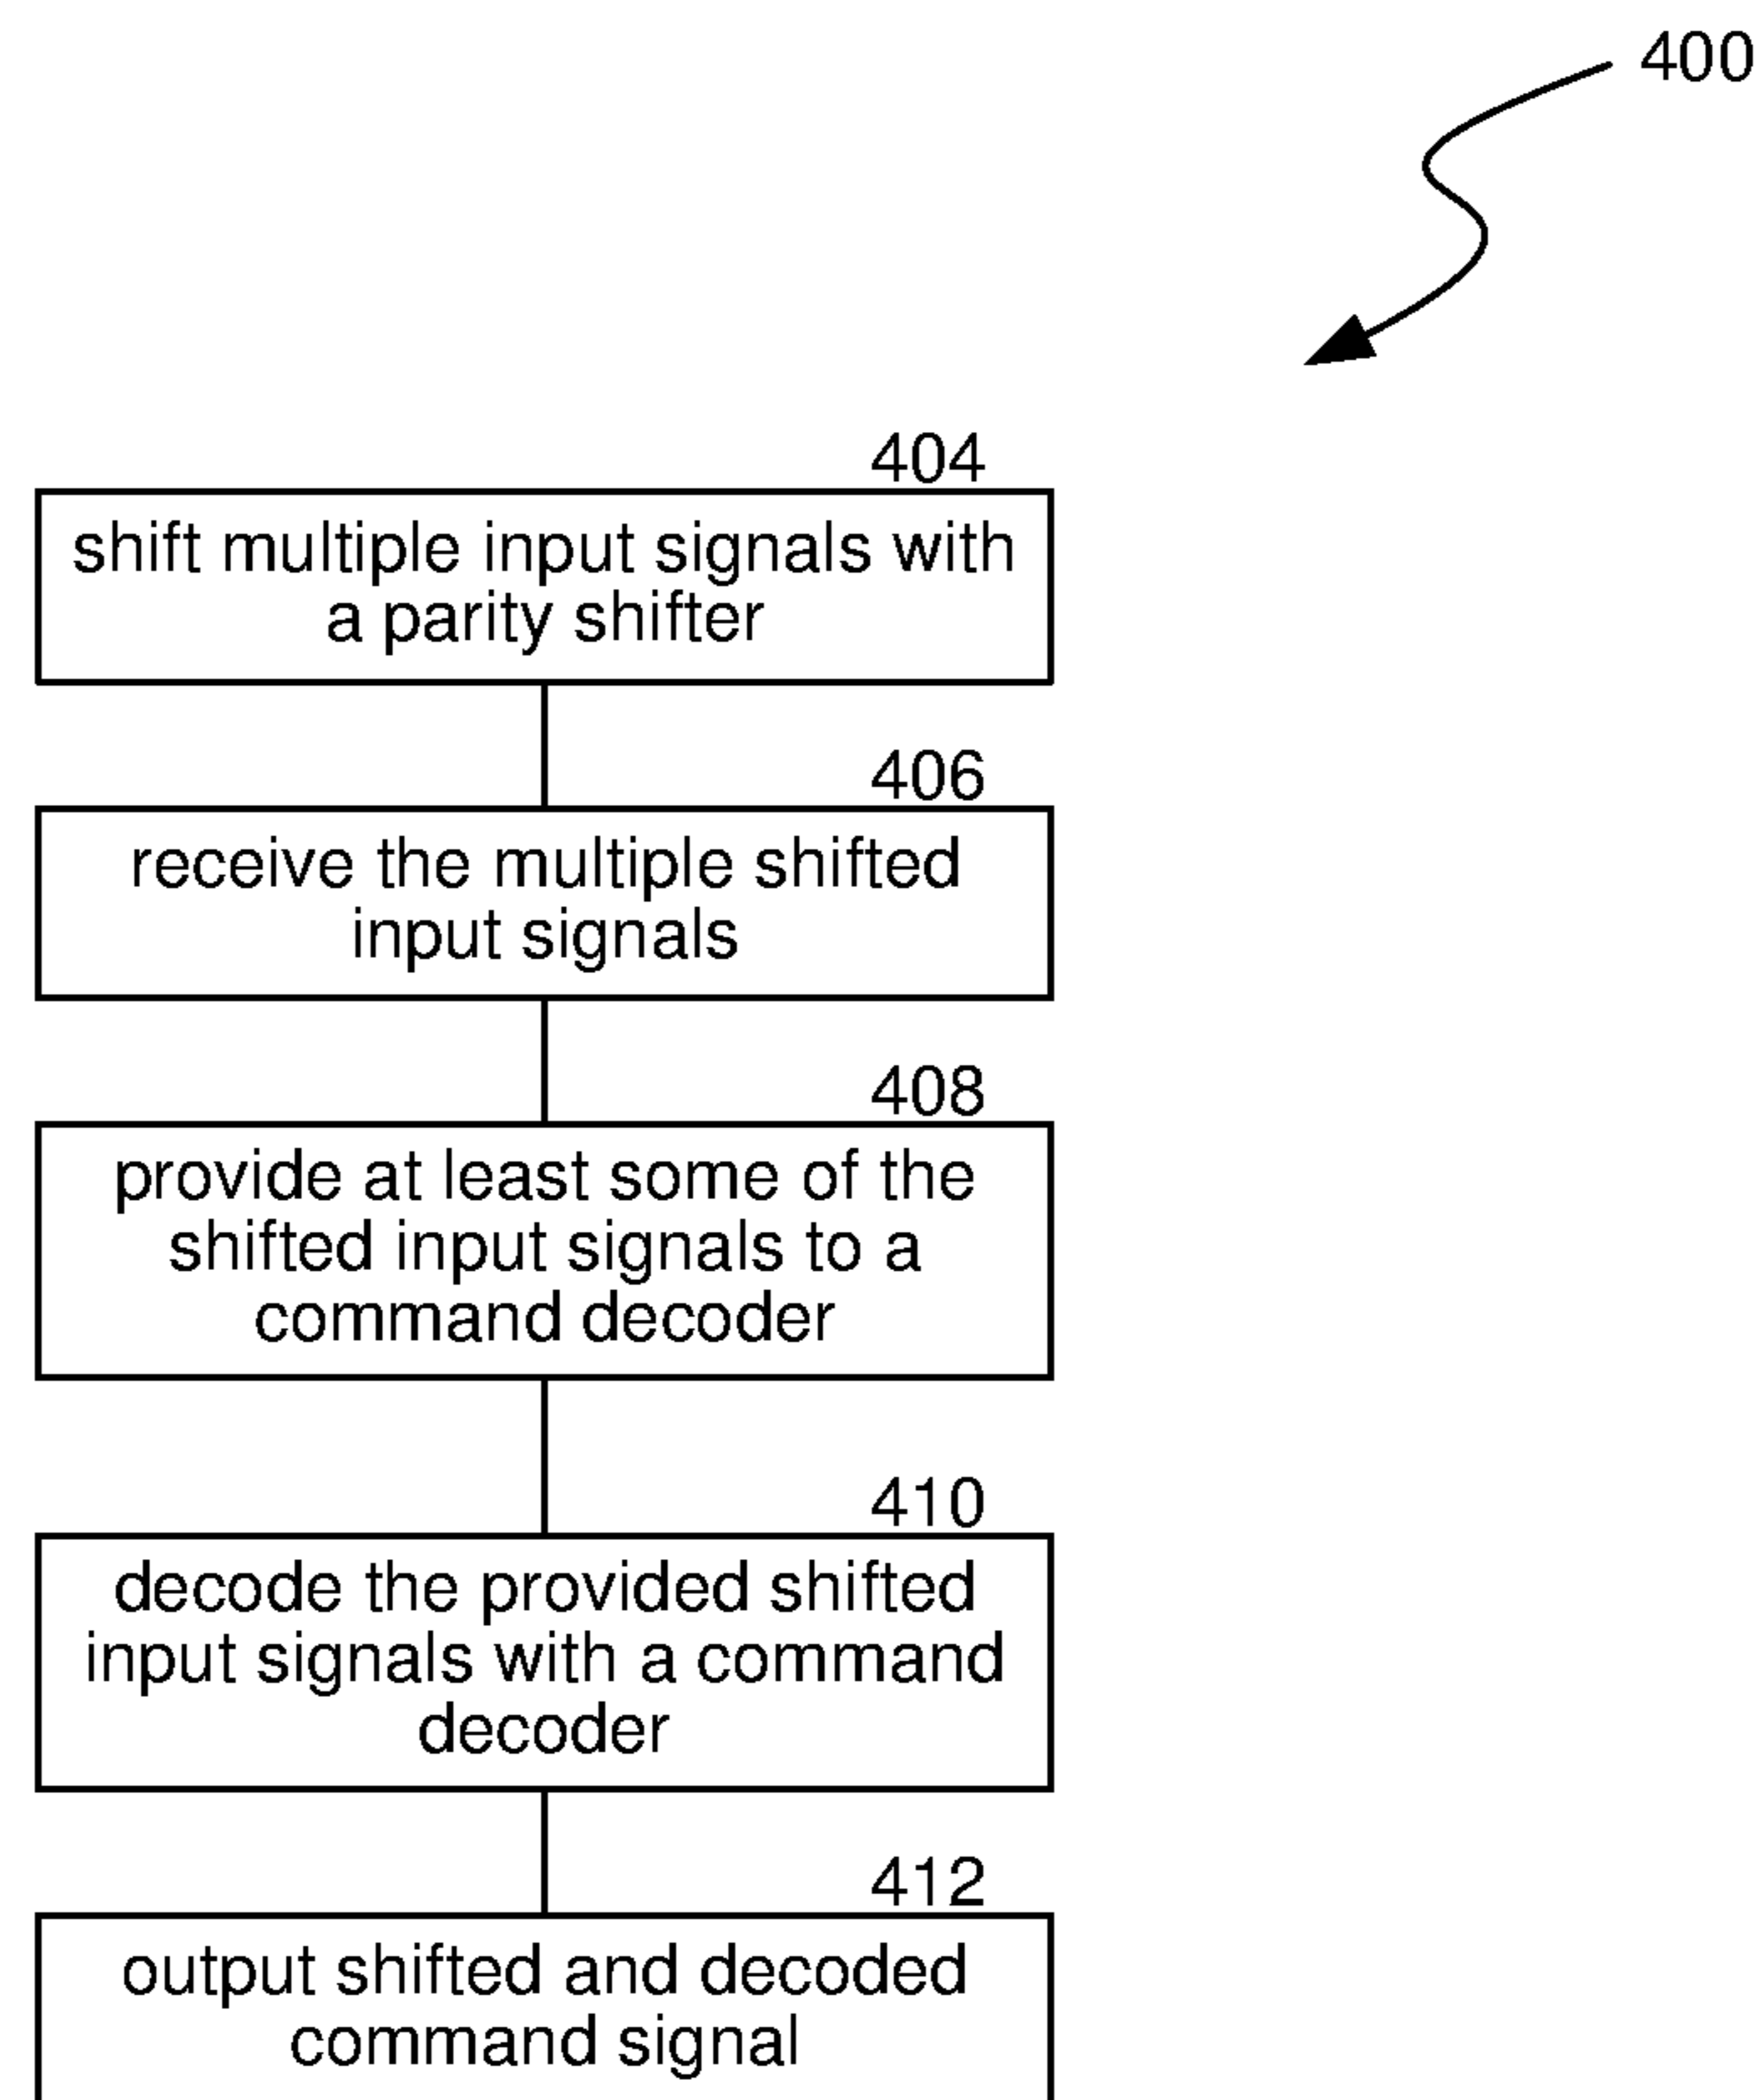 400
404
shift multiple input signals with
a parity shifter
406
receive the multiple shifted
input signals
408
provide at least some of the
shifted input signals to a
command decoder
410
decode the provided shifted
input signals with a command
decoder
412
output shifted and decoded
command signal